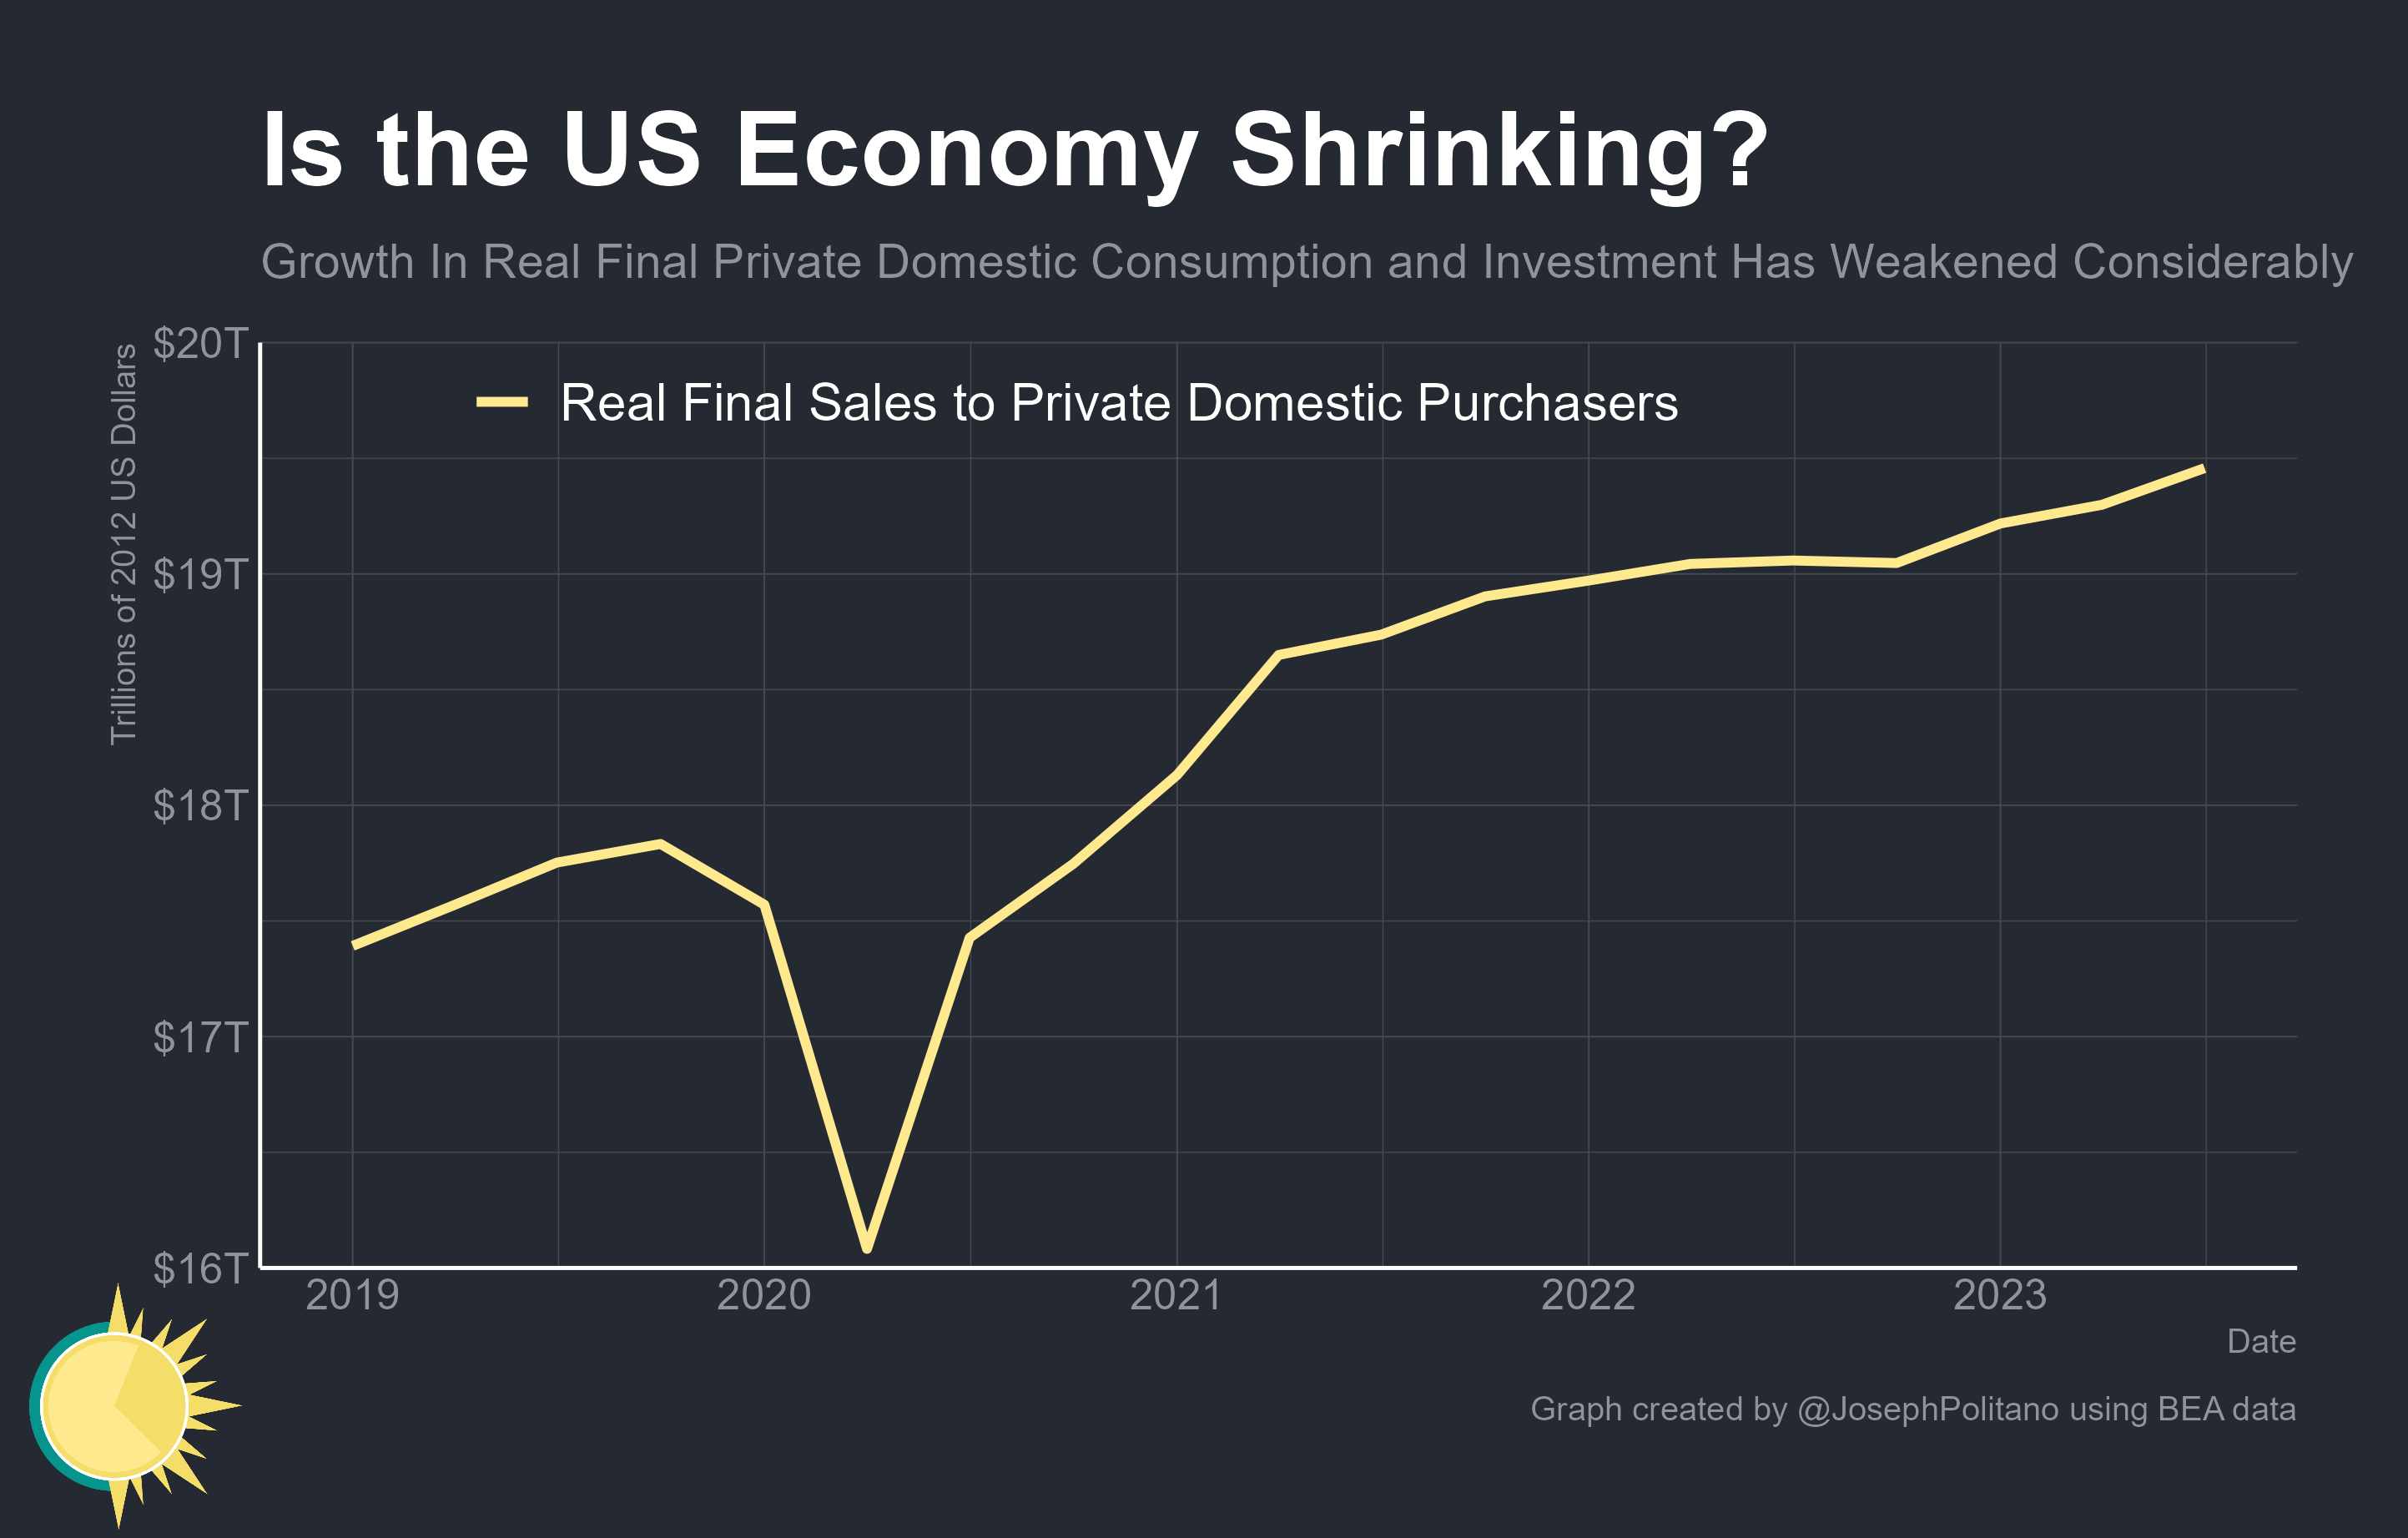 Is the US Economy Shrinking?
Growth In Real Final Private Domestic Consumption and Investment Has Weakened Considerably
Trillions of 2012 US Dollars
$20T
$19T
$18T
$17T
$16T
Real Final Sales to Private Domestic Purchasers
2019 2020 2021 2022 2023
Date
Graph created by @JosephPolitano using BEA data